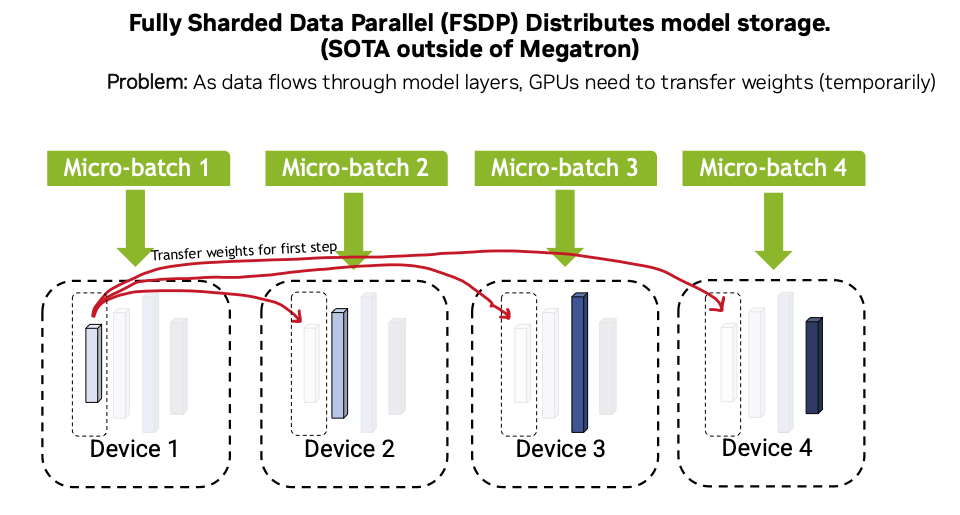 Fully Sharded Data Parallel (FSDP) Distributes model storage.
(SOTA outside of Megatron)
Problem: As data flows through model layers, GPUs need to transfer weights (temporarily)
Micro-batch 1
Micro-batch 2
Micro-batch 3
Micro-batch 4
Transfer weights for first step
Device 1
Device 2
Device 3
Device 4